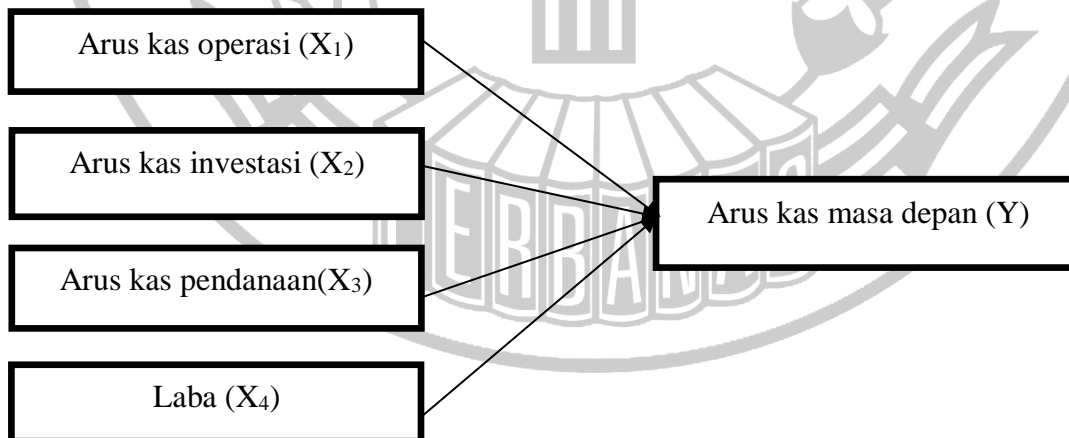 Arus kas operasi (X₁)
Arus kas investasi (X₂)
Arus kas pendanaan(X₃)
Laba (X₄)
Arus kas masa depan (Y)